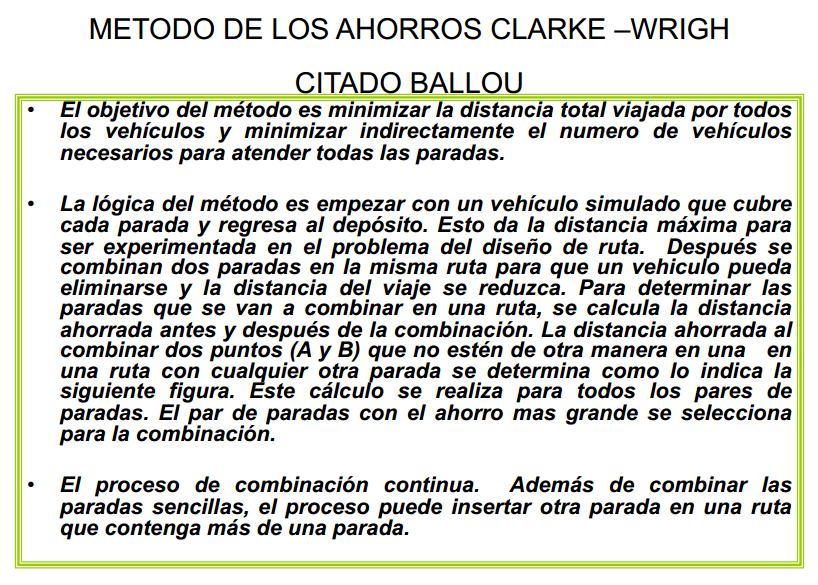 METODO DE LOS AHORROS CLARKE –WRIGH
CITADO BALLOU
• El objetivo del método es minimizar la distancia total viajada por todos
los vehículos y minimizar indirectamente el numero de vehículos
necesarios para atender todas las paradas.
• La lógica del método es empezar con un vehículo simulado que cubre
cada parada y regresa al depósito. Esto da la distancia máxima para
ser experimentada en el problema del diseño de ruta. Después se
combinan dos paradas en la misma ruta para que un vehiculo pueda
eliminarse y la distancia del viaje se reduzca. Para determinar las
paradas que se van a combinar en una ruta, se calcula la distancia
ahorrada antes y después de la combinación. La distancia ahorrada al
combinar dos puntos (A y B) que no estén de otra manera en una en
una ruta con cualquier otra parada se determina como lo indica la
siguiente figura. Este cálculo se realiza para todos los pares de
paradas. El par de paradas con el ahorro mas grande se selecciona
para la combinación.
• El proceso de combinación continua. Además de combinar las
paradas sencillas, el proceso puede insertar otra parada en una ruta
que contenga más de una parada.